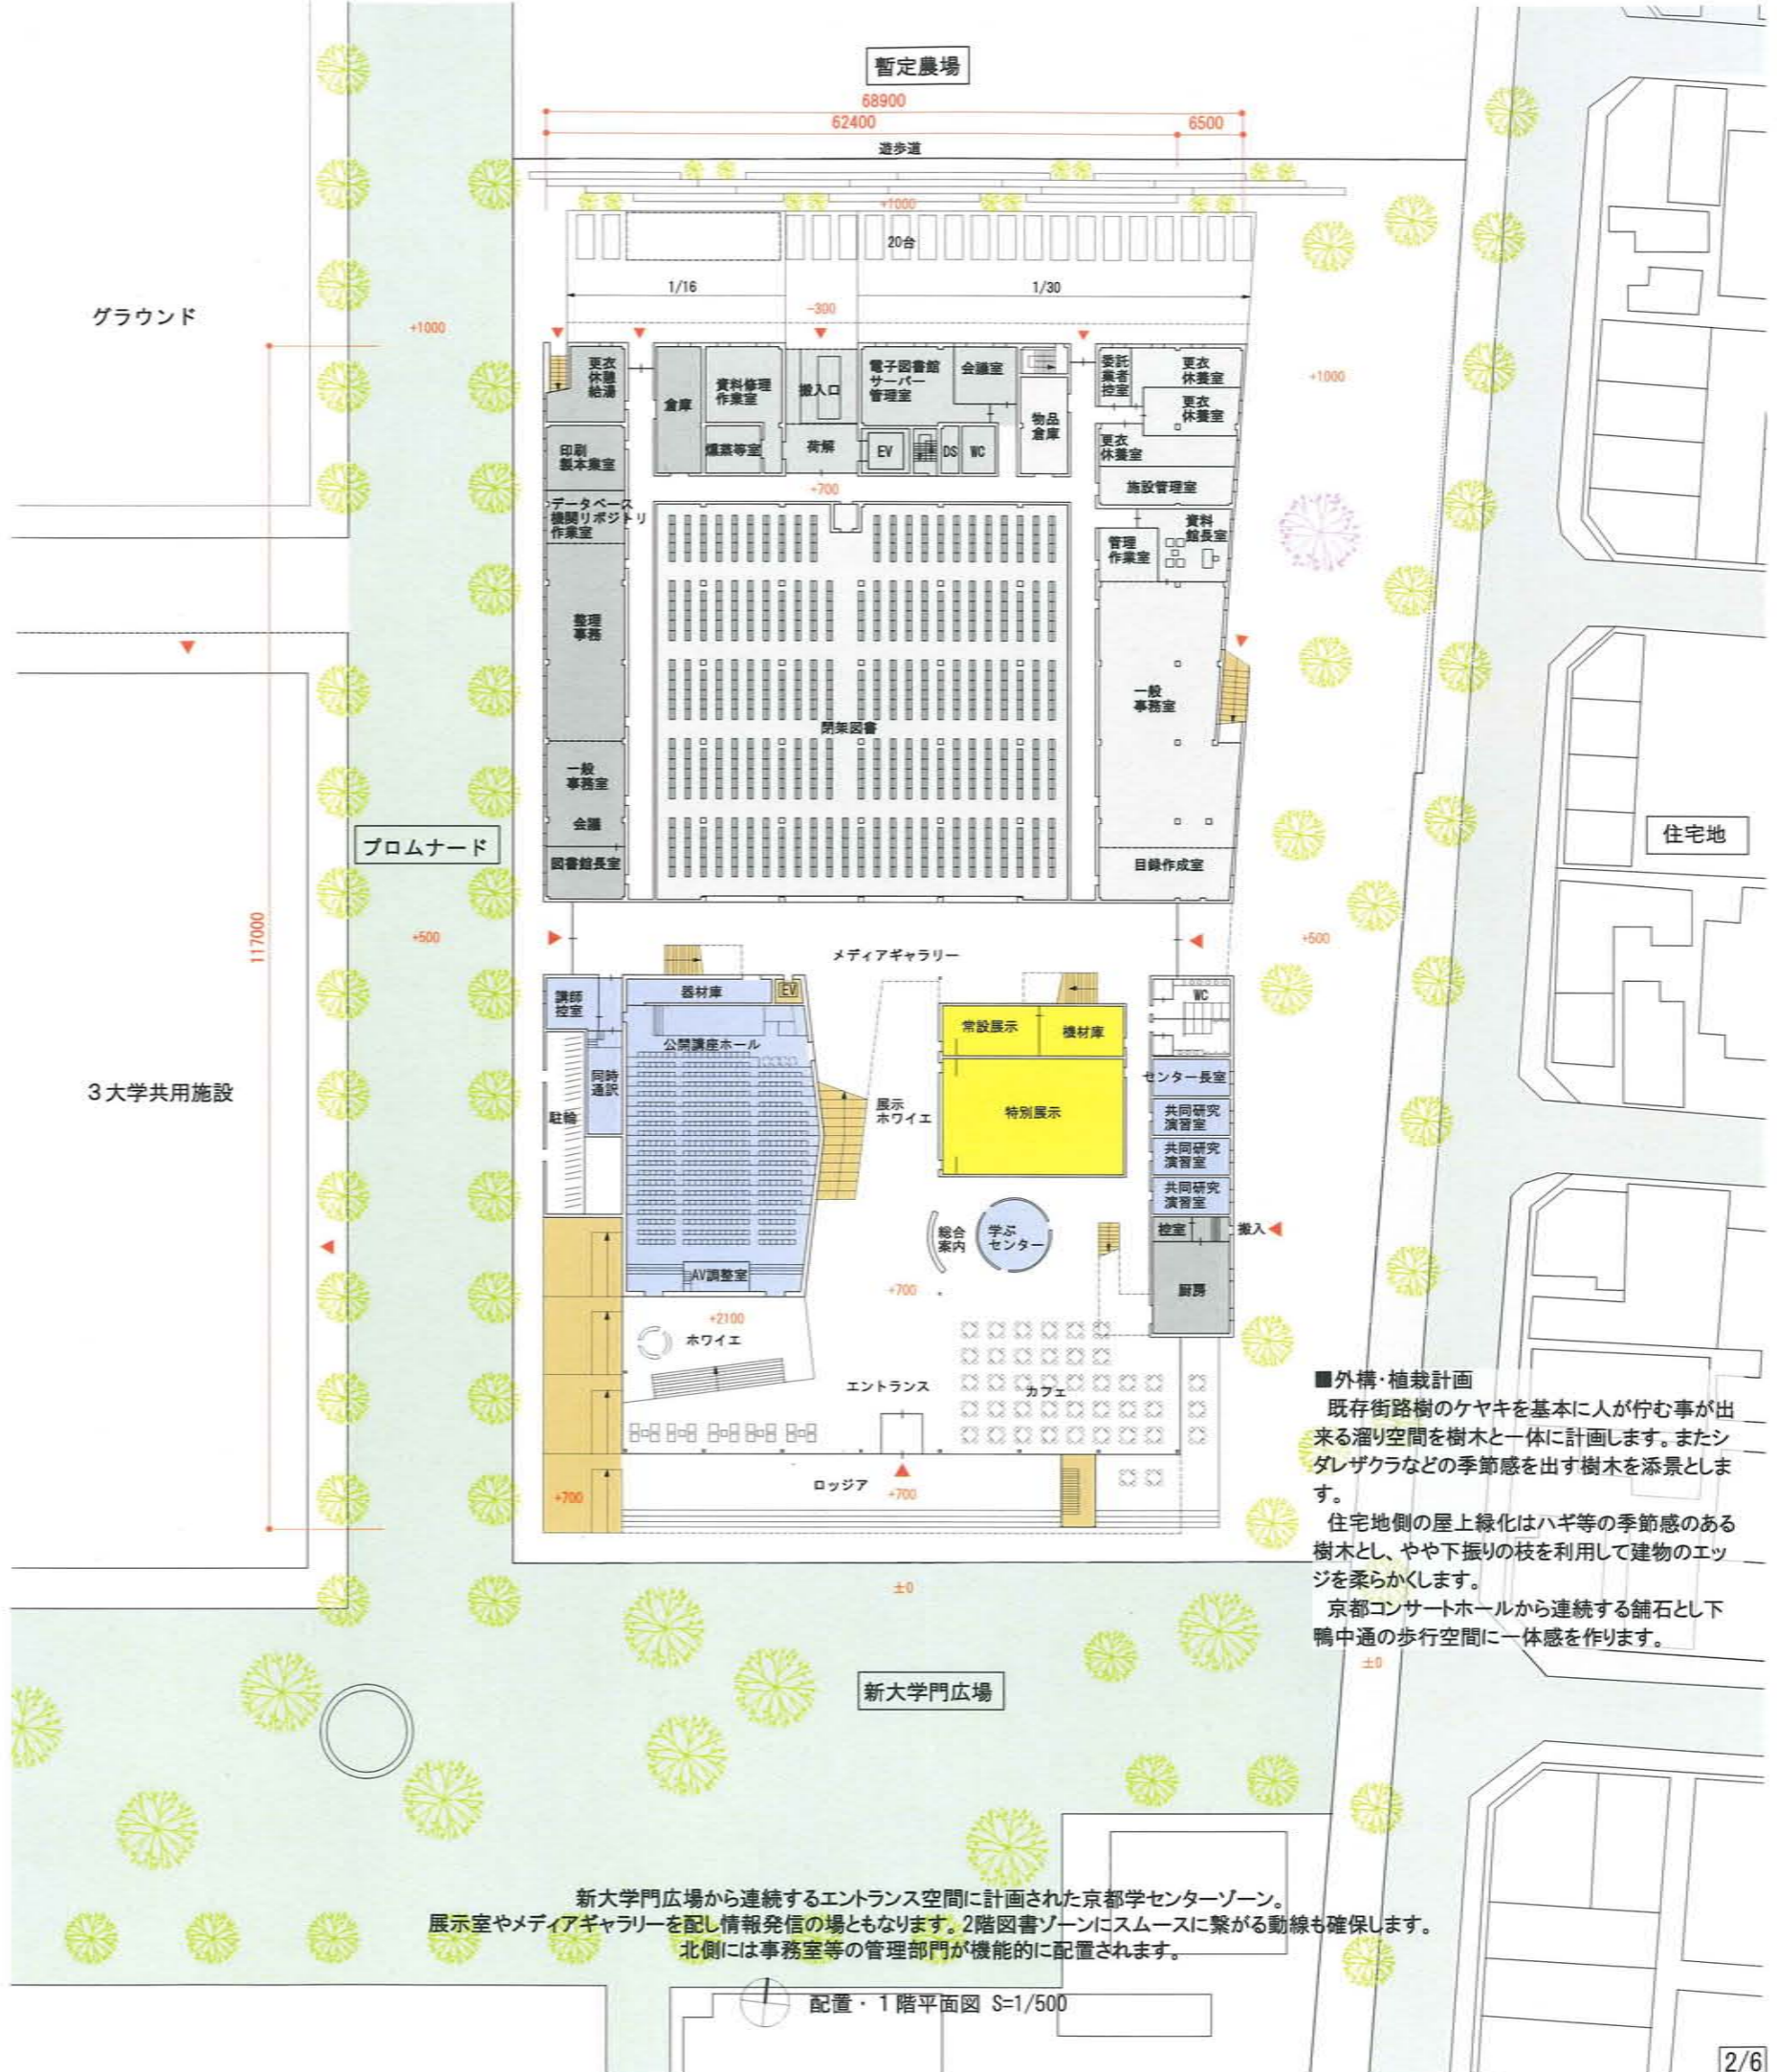 暫定農場
68900
62400
6500
遊歩道
+1000
20台
1/16
1/30
-300
グラウンド
+1000
+1000
更衣
休憩
給湯
倉庫
資料修理
作業室
搬入口
電子図書館
サーバー
管理室
会議室
委託
業者
控室
更衣
休養室
更衣
休養室
物品
倉庫
印刷
製本業室
燻蒸等室
荷解
EV
DS
WC
更衣
休養室
施設管理室
+700
データベース
機関リポジトリ
作業室
資料
館長室
管理
作業室
整理
事務
一般
事務室
閉架図書
一般
事務室
会議
図書館長室
目録作成室
プロムナード
住宅地
117000
+500
+500
メディアギャラリー
講師
控室
器材庫
EV
WC
常設展示
機材庫
公開講座ホール
同時
通訳
センター長室
3大学共用施設
駐輪
展示
ホワイエ
特別展示
共同研究
演習室
共同研究
演習室
共同研究
演習室
総合
案内
学ぶ
センター
控室
搬入
AV調整室
+700
厨房
+2100
ホワイエ
エントランス
カフェ
ロッジア
+700
+700
■外構・植栽計画
既存街路樹のケヤキを基本に人が佇む事が出
来る溜り空間を樹木と一体に計画します。またシ
ダレザクラなどの季節感を出す樹木を添景としま
す。
住宅地側の屋上緑化はハギ等の季節感のある
樹木とし、やや下振りの枝を利用して建物のエッ
ジを柔らかくします。
京都コンサートホールから連続する舗石とし下
鴨中通の歩行空間に一体感を作ります。
±0
±0
新大学門広場
新大学門広場から連続するエントランス空間に計画された京都学センターゾーン。
展示室やメディアギャラリーを配し情報発信の場ともなります。2階図書ゾーンにスムースに繋がる動線も確保します。
北側には事務室等の管理部門が機能的に配置されます。
配置・1階平面図 S=1/500
2/6